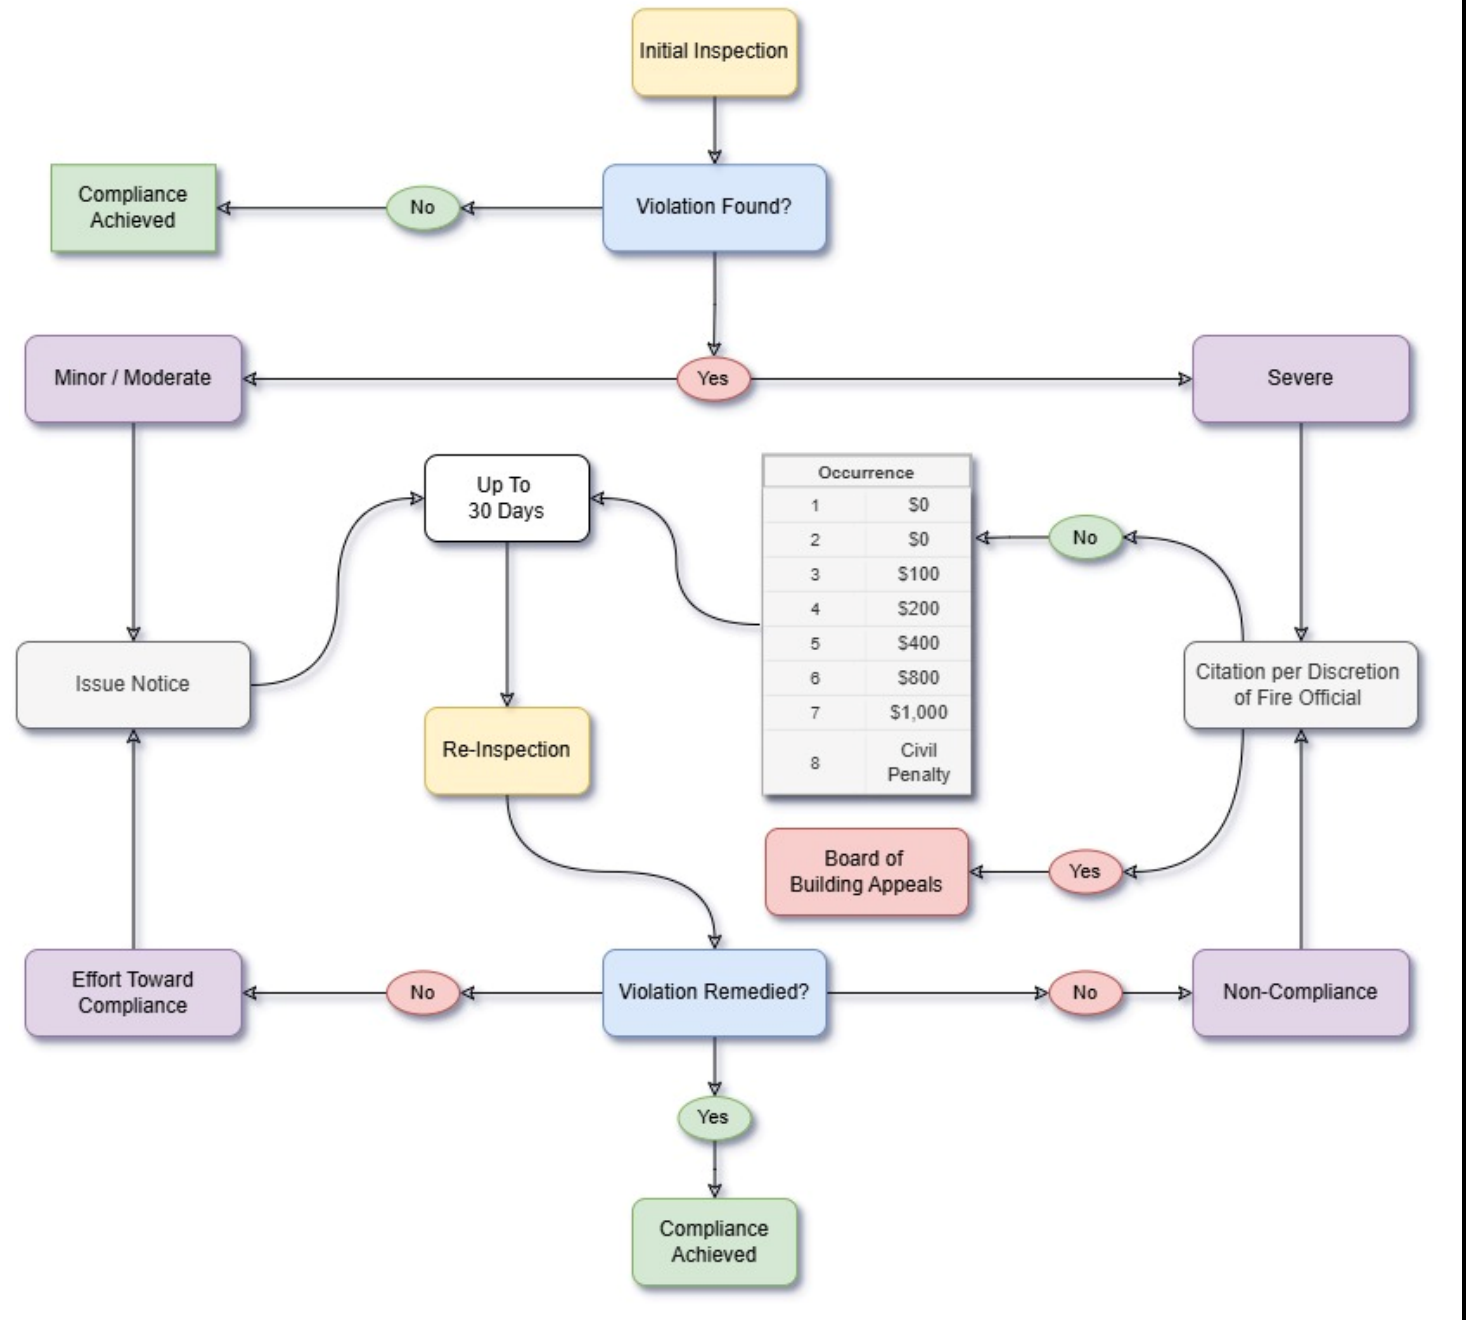 Initial Inspection
Compliance
Achieved
No
Violation Found?
Minor / Moderate
Yes
Severe
Up To
30 Days
Occurrence
1 $0
2 $0
3 $100
4 $200
5 $400
6 $800
7 $1,000
8 Civil
Penalty
No
Issue Notice
Citation per Discretion
of Fire Official
Re-Inspection
Board of
Building Appeals
Yes
Effort Toward
Compliance
No
Violation Remedied?
No
Non-Compliance
Yes
Compliance
Achieved